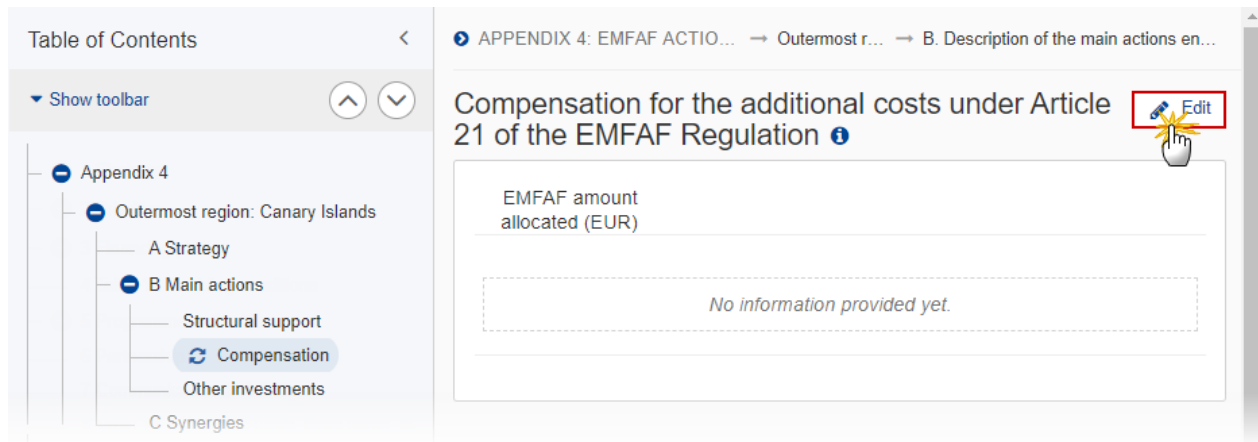 Table of Contents
Show toolbar
Appendix 4
Outermost region: Canary Islands
A Strategy
B Main actions
Structural support
Compensation
Other investments
C Synergies
APPENDIX 4: EMFAF ACTIO... → Outermost r... → B. Description of the main actions en...
Compensation for the additional costs under Article
21 of the EMFAF Regulation
Edit
EMFAF amount
allocated (EUR)
No information provided yet.